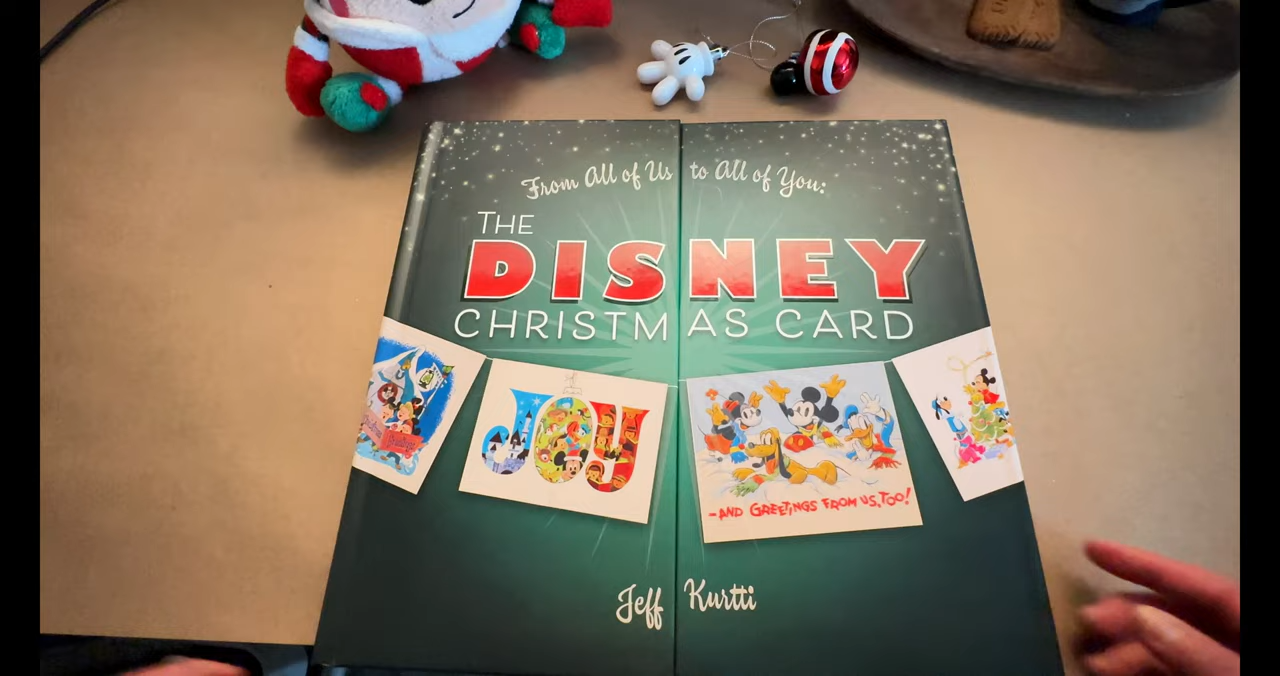 From All of Us to All of You:
THE
DISNEY
CHRISTMAS CARD
JOY
-AND GREETINGS FROM US, TOO!
Jeff Kurtti